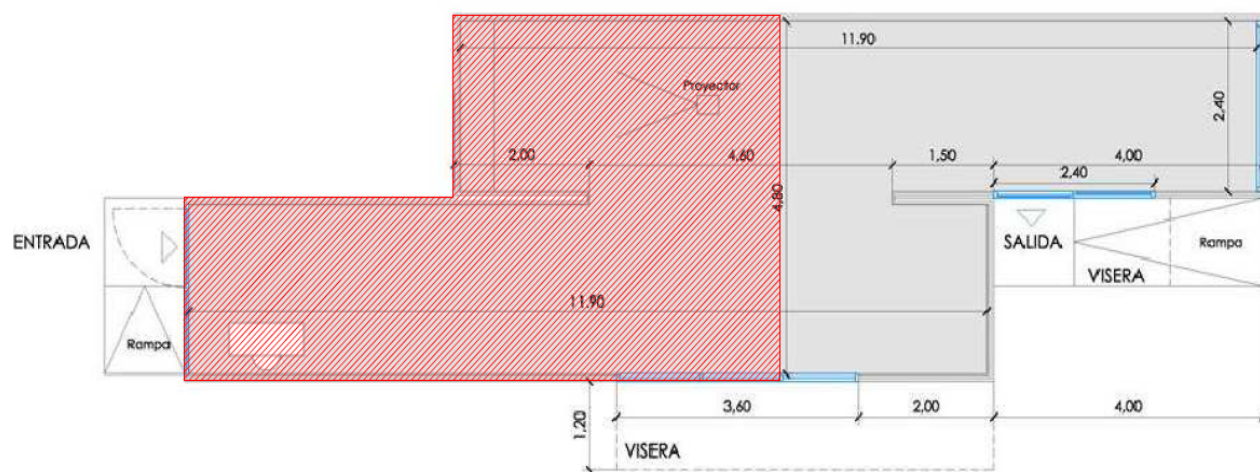 11.90
Proyector
2,40
2,00
4,60
1,50
4,00
2,40
4,80
ENTRADA
SALIDA
Rampa
VISERA
11.90
Rampa
3,60
2,00
4,00
1,20
VISERA